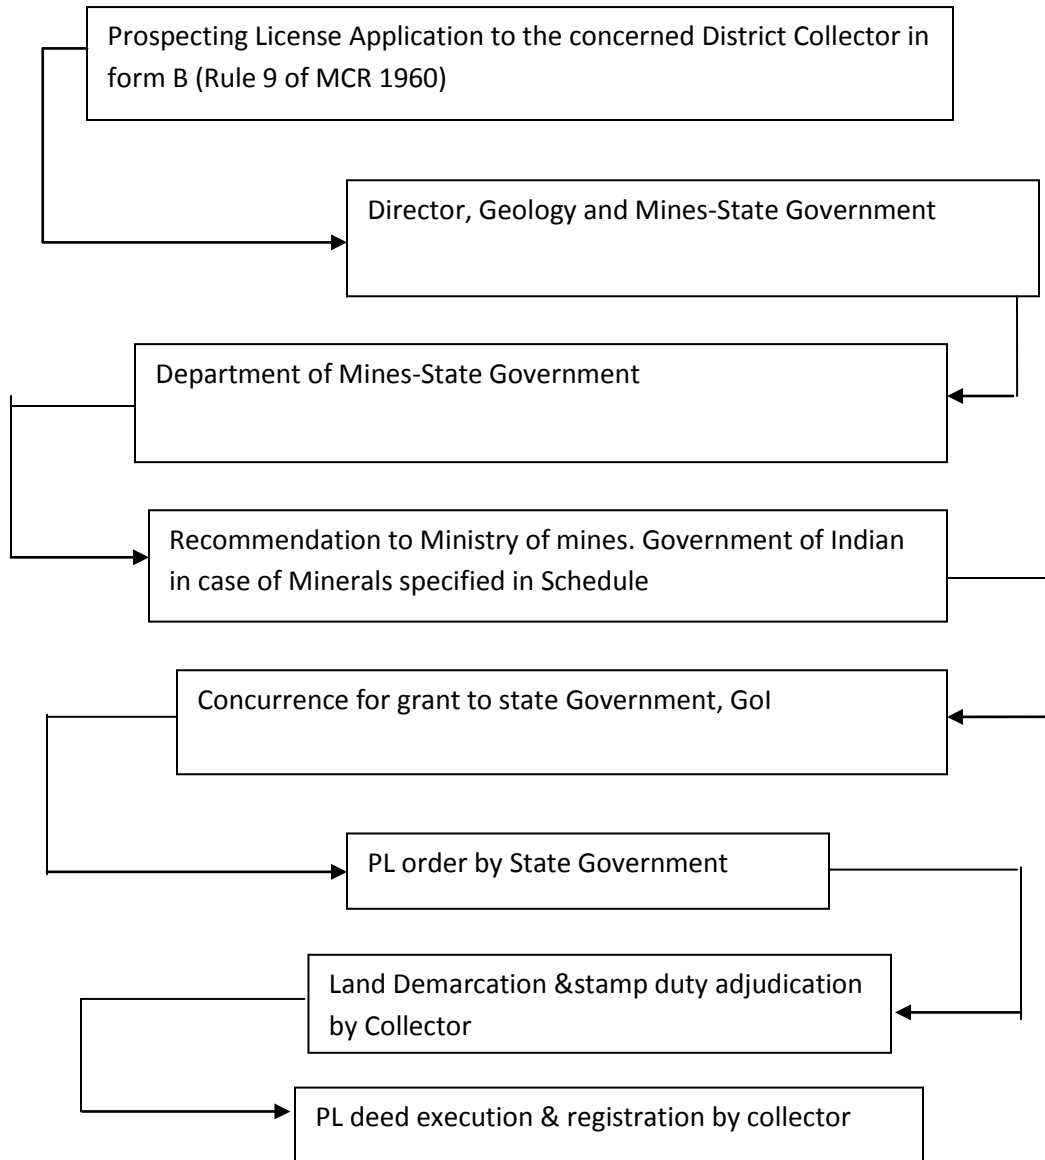 Prospecting License Application to the concerned District Collector in
form B (Rule 9 of MCR 1960)
Director, Geology and Mines-State Government
Department of Mines-State Government
Recommendation to Ministry of mines. Government of Indian
in case of Minerals specified in Schedule
Concurrence for grant to state Government, GoI
PL order by State Government
Land Demarcation &stamp duty adjudication
by Collector
PL deed execution & registration by collector